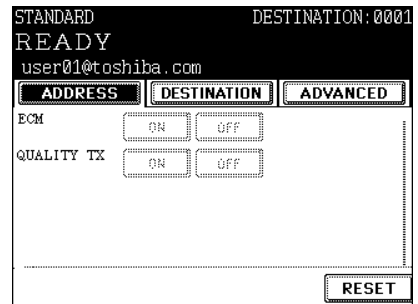 STANDARD DESTINATION:0001
READY
user01@toshiba.com
ADDRESS DESTINATION ADVANCED
ECM ON OFF
QUALITY TX ON OFF
RESET